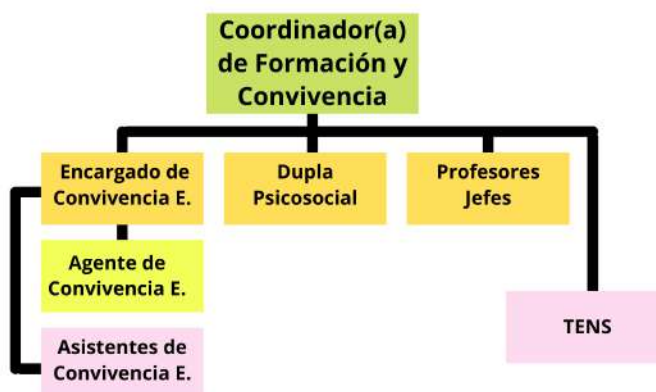 Coordinador(a)
de Formación y
Convivencia
Encargado de
Convivencia E.
Dupla
Psicosocial
Profesores
Jefes
Agente de
Convivencia E.
TENS
Asistentes de
Convivencia E.